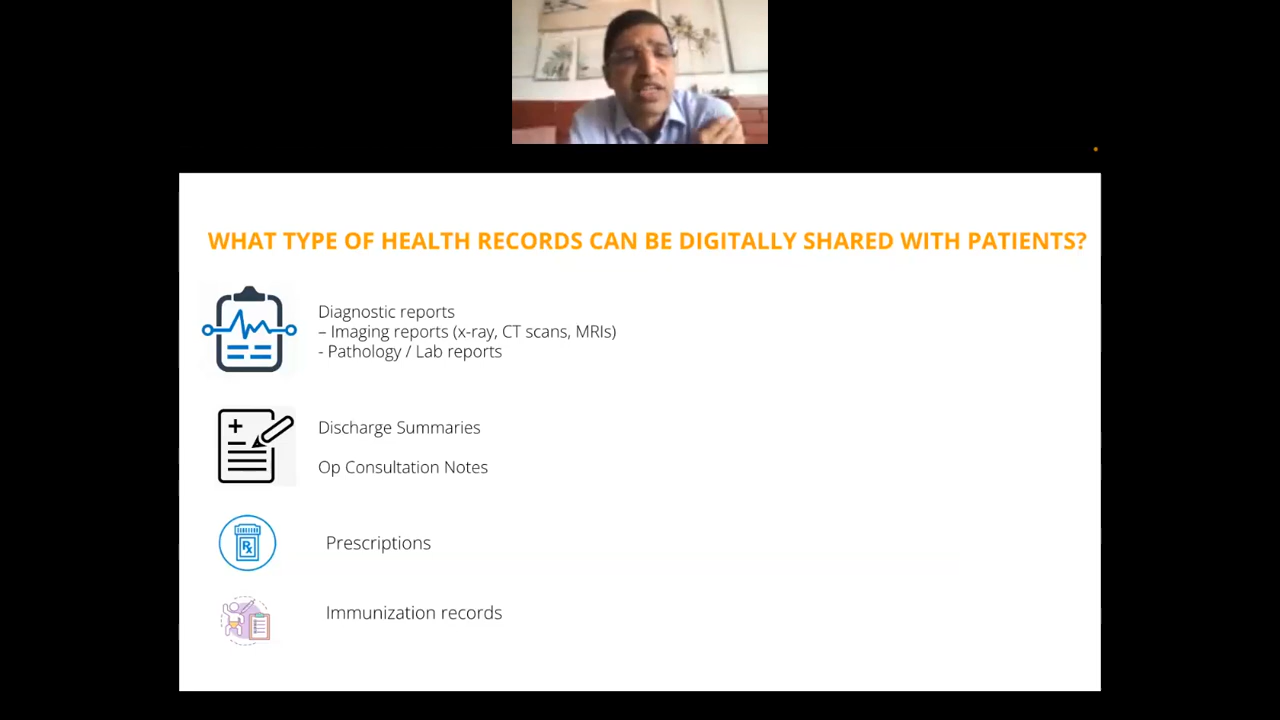 WHAT TYPE OF HEALTH RECORDS CAN BE DIGITALLY SHARED WITH PATIENTS?
Diagnostic reports
– Imaging reports (x-ray, CT scans, MRIs)
- Pathology / Lab reports
Discharge Summaries
Op Consultation Notes
Rx
Prescriptions
Immunization records